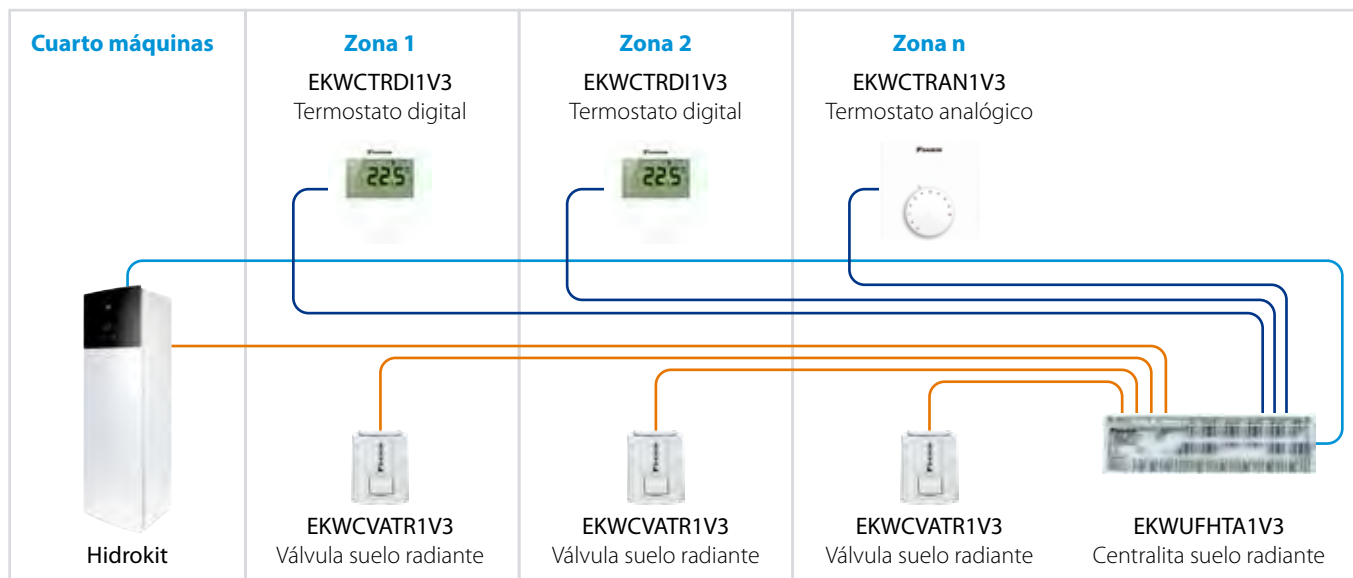 Cuarto máquinas
Zona 1
Zona 2
Zona n
EKWCTRDI1V3
Termostato digital
EKWCTRDI1V3
Termostato digital
EKWCTRAN1V3
Termostato analógico
22.5
22.5
Hidrokit
EKWCVATR1V3
Válvula suelo radiante
EKWCVATR1V3
Válvula suelo radiante
EKWCVATR1V3
Válvula suelo radiante
EKWUFHTA1V3
Centralita suelo radiante